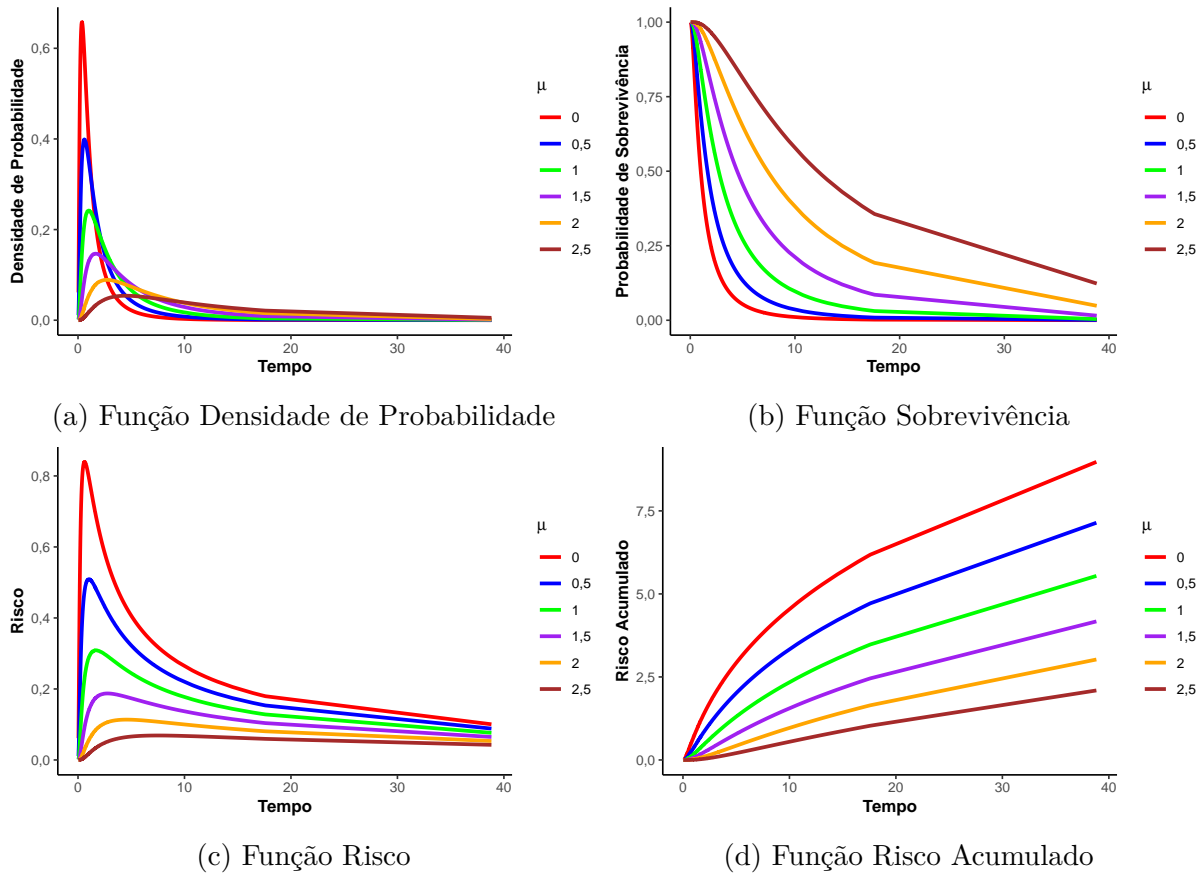 Densidade de Probabilidade
0,6
0,4
0,2
0,0
0 10 20 30 40
Tempo
μ
0
0,5
1
1,5
2
2,5
(a) Função Densidade de Probabilidade
Probabilidade de Sobrevivência
1,00
0,75
0,50
0,25
0,00
0 10 20 30 40
Tempo
μ
0
0,5
1
1,5
2
2,5
(b) Função Sobrevivência
Risco
0,8
0,6
0,4
0,2
0,0
0 10 20 30 40
Tempo
μ
0
0,5
1
1,5
2
2,5
(c) Função Risco
Risco Acumulado
7,5
5,0
2,5
0,0
0 10 20 30 40
Tempo
μ
0
0,5
1
1,5
2
2,5
(d) Função Risco Acumulado